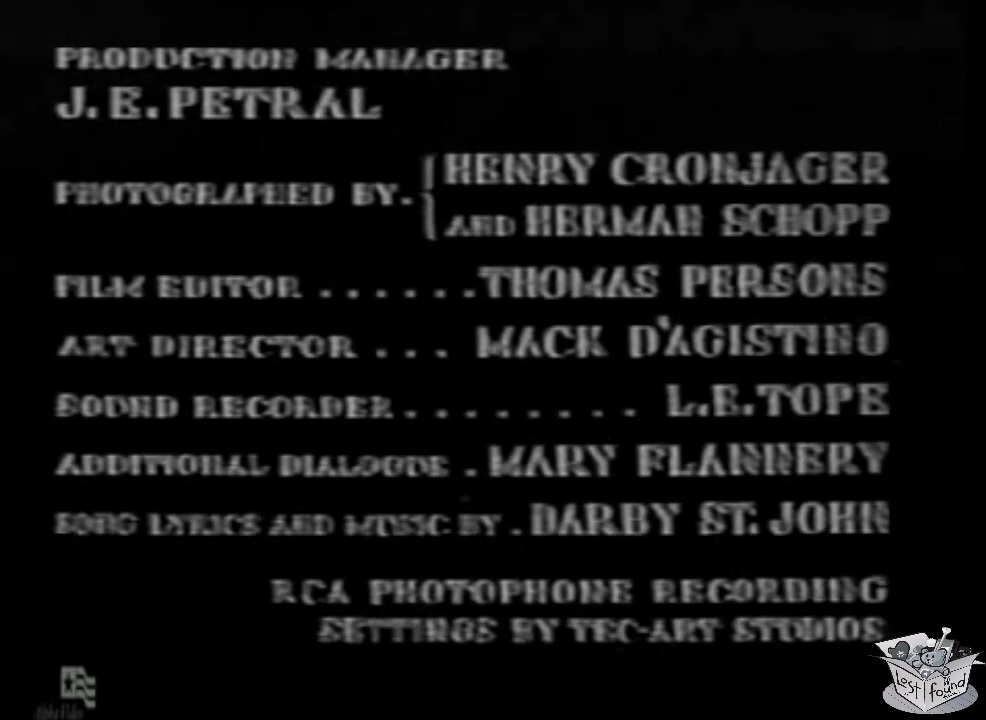 PRODUCTION MANAGER
J. E. PETRAL
PHOTOGRAPHED BY. HENRY CRONJAGER
AND HERMAN SCHOPP
FILM EDITOR ...... THOMAS PERSONS
ART DIRECTOR ... MACK D'AGISTINO
SOUND RECORDER ........ L.E. TOPE
ADDITIONAL DIALOGUE . MARY FLANNERY
SONG LYRICS AND MUSIC BY . DARBY ST. JOHN
RCA PHOTOPHONE RECORDING
SETTINGS BY TEC-ART STUDIOS
Lost found